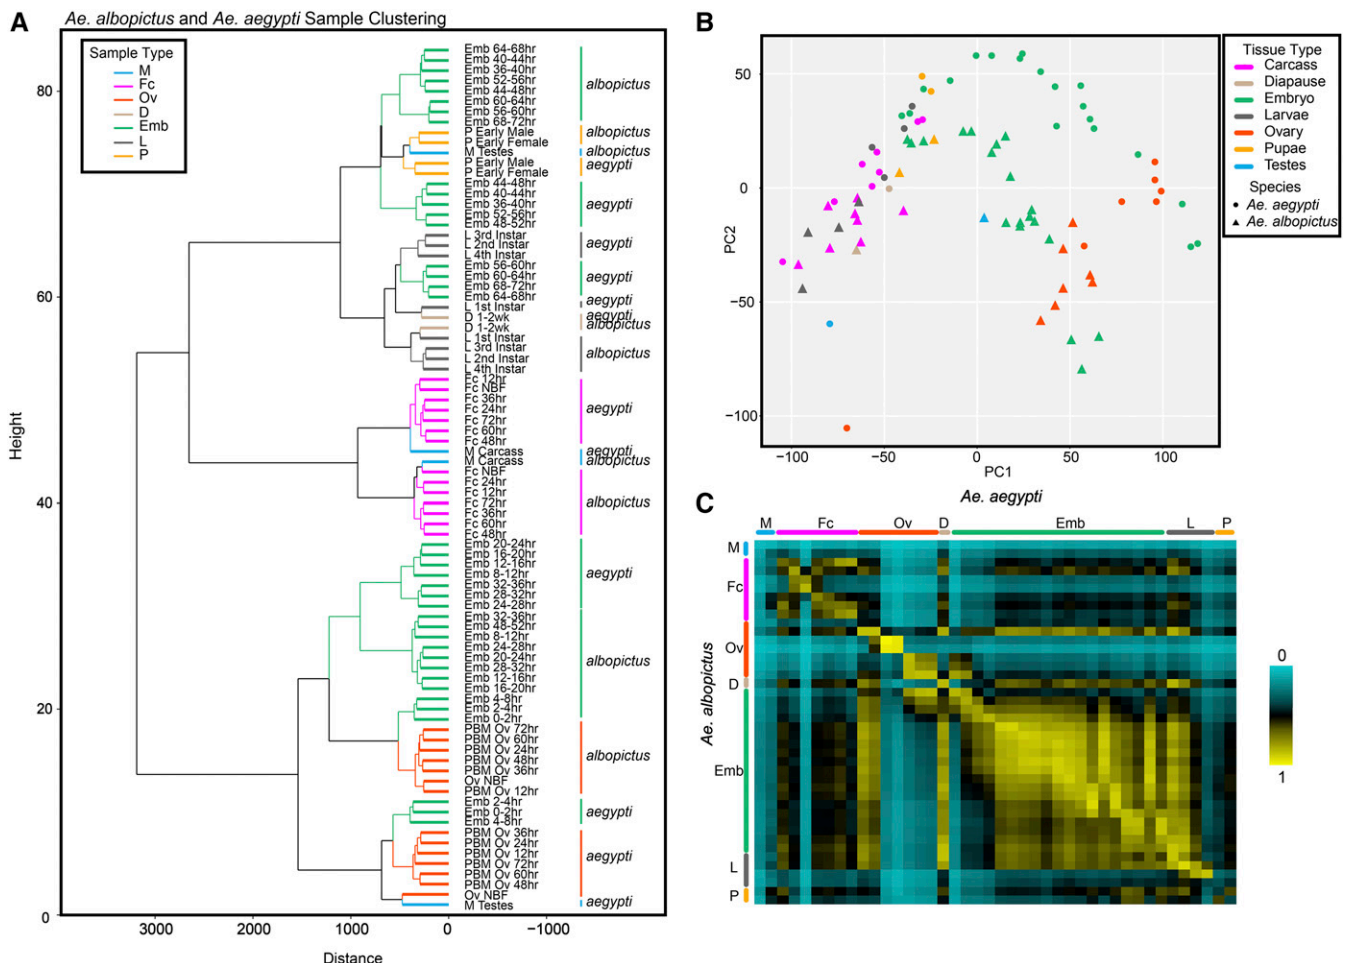 A
Ae. albopictus and Ae. aegypti Sample Clustering
Sample Type
M
Fc
Ov
D
Emb
L
P
Height
80
60
40
20
0
Emb 64-68hr
Emb 40-44hr
Emb 36-40hr
Emb 52-56hr
Emb 44-48hr
Emb 60-64hr
Emb 56-60hr
Emb 68-72hr
P Early Male
P Early Female
M Testes
P Early Male
P Early Female
Emb 44-48hr
Emb 40-44hr
Emb 36-40hr
Emb 52-56hr
Emb 48-52hr
L 3rd Instar
L 2nd Instar
L 4th Instar
Emb 56-60hr
Emb 60-64hr
Emb 68-72hr
Emb 64-68hr
L 1st Instar
D 1-2wk
D 1-2wk
L 1st Instar
L 3rd Instar
L 2nd Instar
L 4th Instar
Fc 12hr
Fc NBF
Fc 36hr
Fc 24hr
Fc 72hr
Fc 60hr
Fc 48hr
M Carcass
M Carcass
Fc NBF
Fc 24hr
Fc 12hr
Fc 72hr
Fc 36hr
Fc 60hr
Fc 48hr
Emb 20-24hr
Emb 16-20hr
Emb 12-16hr
Emb 8-12hr
Emb 32-36hr
Emb 28-32hr
Emb 24-28hr
Emb 32-36hr
Emb 48-52hr
Emb 8-12hr
Emb 24-28hr
Emb 20-24hr
Emb 28-32hr
Emb 12-16hr
Emb 16-20hr
Emb 4-8hr
Emb 2-4hr
Emb 0-2hr
PBM Ov 72hr
PBM Ov 60hr
PBM Ov 24hr
PBM Ov 48hr
PBM Ov 36hr
Ov NBF
PBM Ov 12hr
Emb 2-4hr
Emb 0-2hr
Emb 4-8hr
PBM Ov 36hr
PBM Ov 24hr
PBM Ov 12hr
PBM Ov 72hr
PBM Ov 60hr
PBM Ov 48hr
Ov NBF
M Testes
albopictus
albopictus
albopictus
aegypti
aegypti
aegypti
aegypti
aegypti
aegypti
albopictus
albopictus
aegypti
aegypti
albopictus
albopictus
aegypti
albopictus
albopictus
aegypti
aegypti
aegypti
3000 2000 1000 0 −1000
Distance
B
PC2
50
0
−50
−100
−100 −50 0 50 100
PC1
Tissue Type
Carcass
Diapause
Embryo
Larvae
Ovary
Pupae
Testes
Species
Ae. aegypti
Ae. albopictus
C
Ae. aegypti
M Fc Ov D Emb L P
Ae. albopictus
M
Fc
Ov
D
Emb
L
P
0
1